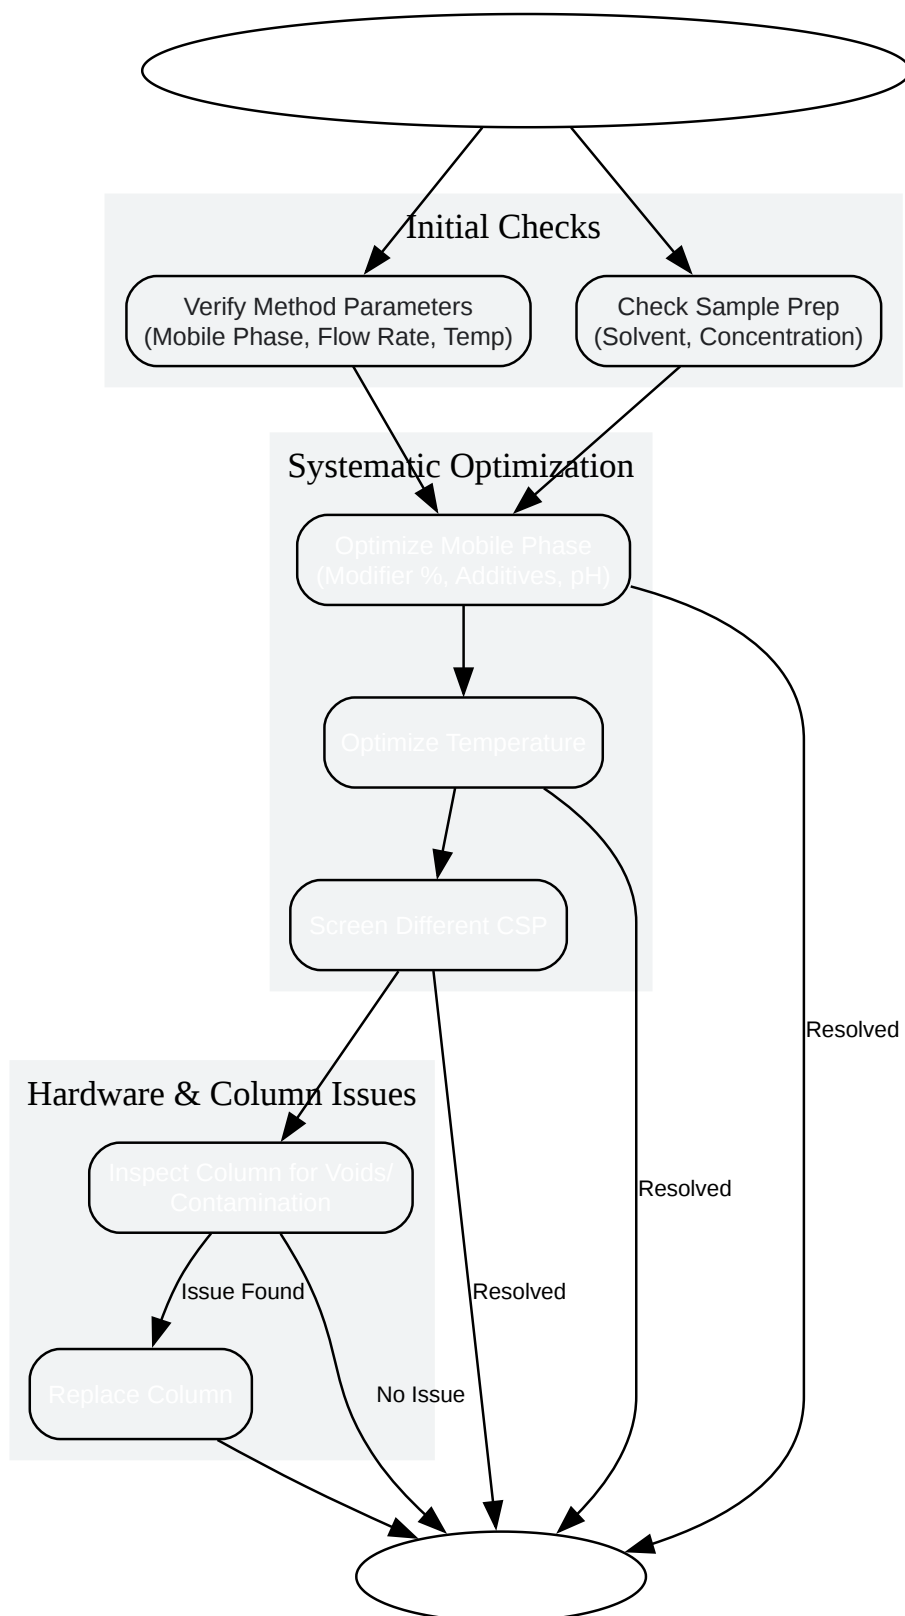 Initial Checks
Verify Method Parameters
(Mobile Phase, Flow Rate, Temp)
Check Sample Prep
(Solvent, Concentration)
Systematic Optimization
Optimize Mobile Phase
(Modifier %, Additives, pH)
Optimize Temperature
Screen Different CSP
Resolved
Hardware & Column Issues
Inspect Column for Voids/
Contamination
Resolved
Issue Found
Resolved
Replace Column
No Issue